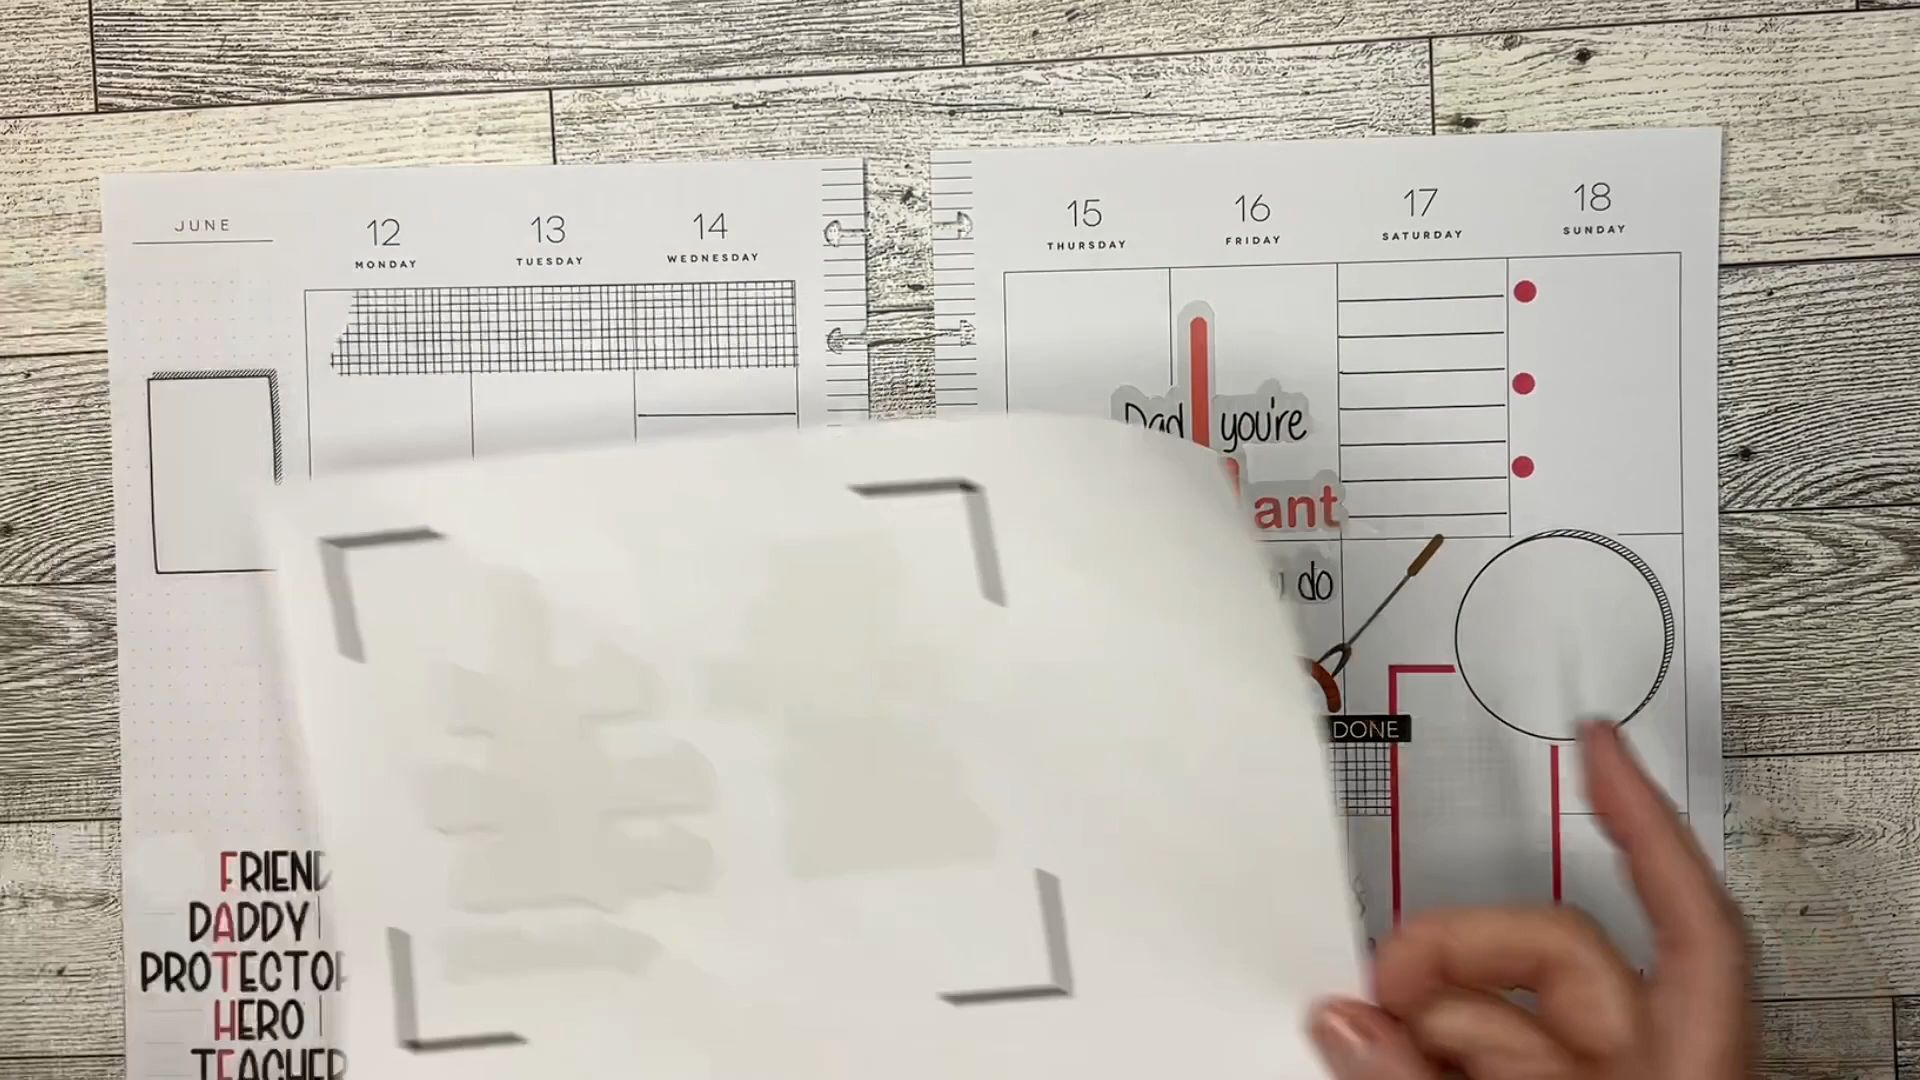 JUNE
12
MONDAY
13
TUESDAY
14
WEDNESDAY
15
THURSDAY
16
FRIDAY
17
SATURDAY
18
SUNDAY
Dad you're
ant
do
DONE
FRIEND
DADDY
PROTECTOR
HERO
TEACHER